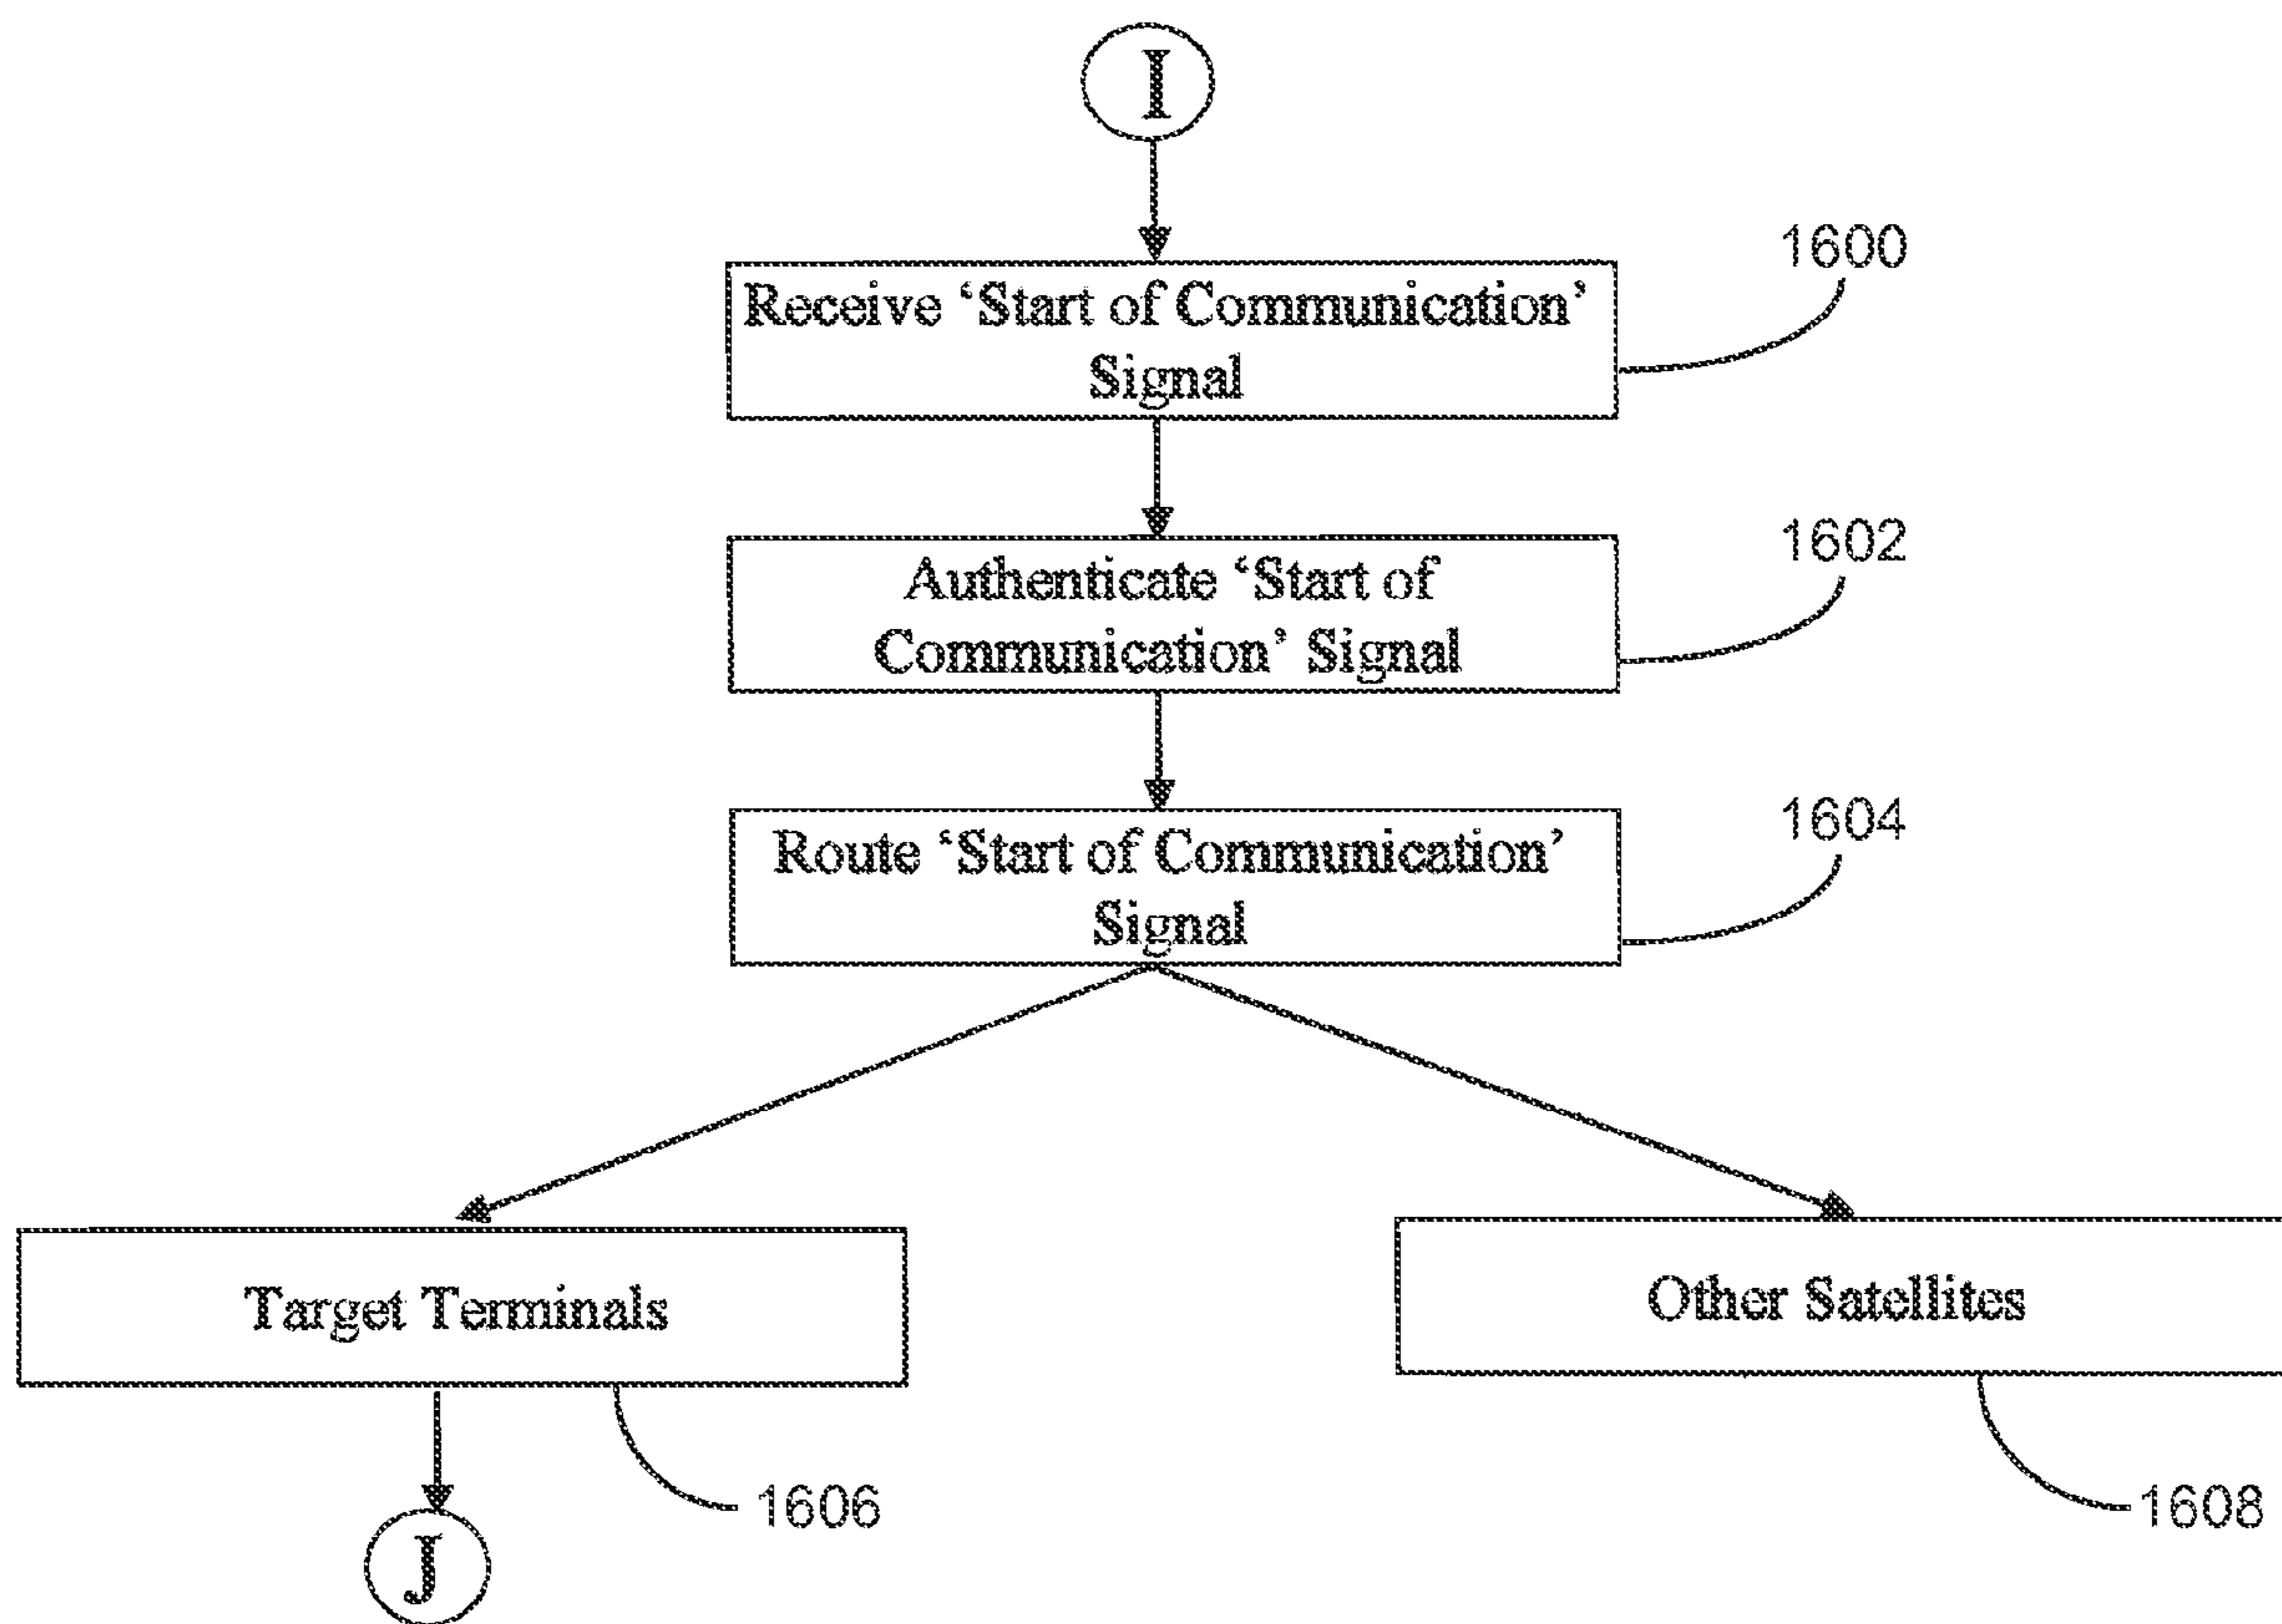 I
1600
Receive ‘Start of Communication’
Signal
1602
Authenticate ‘Start of
Communication’ Signal
1604
Route ‘Start of Communication’
Signal
Target Terminals
Other Satellites
1606
1608
J